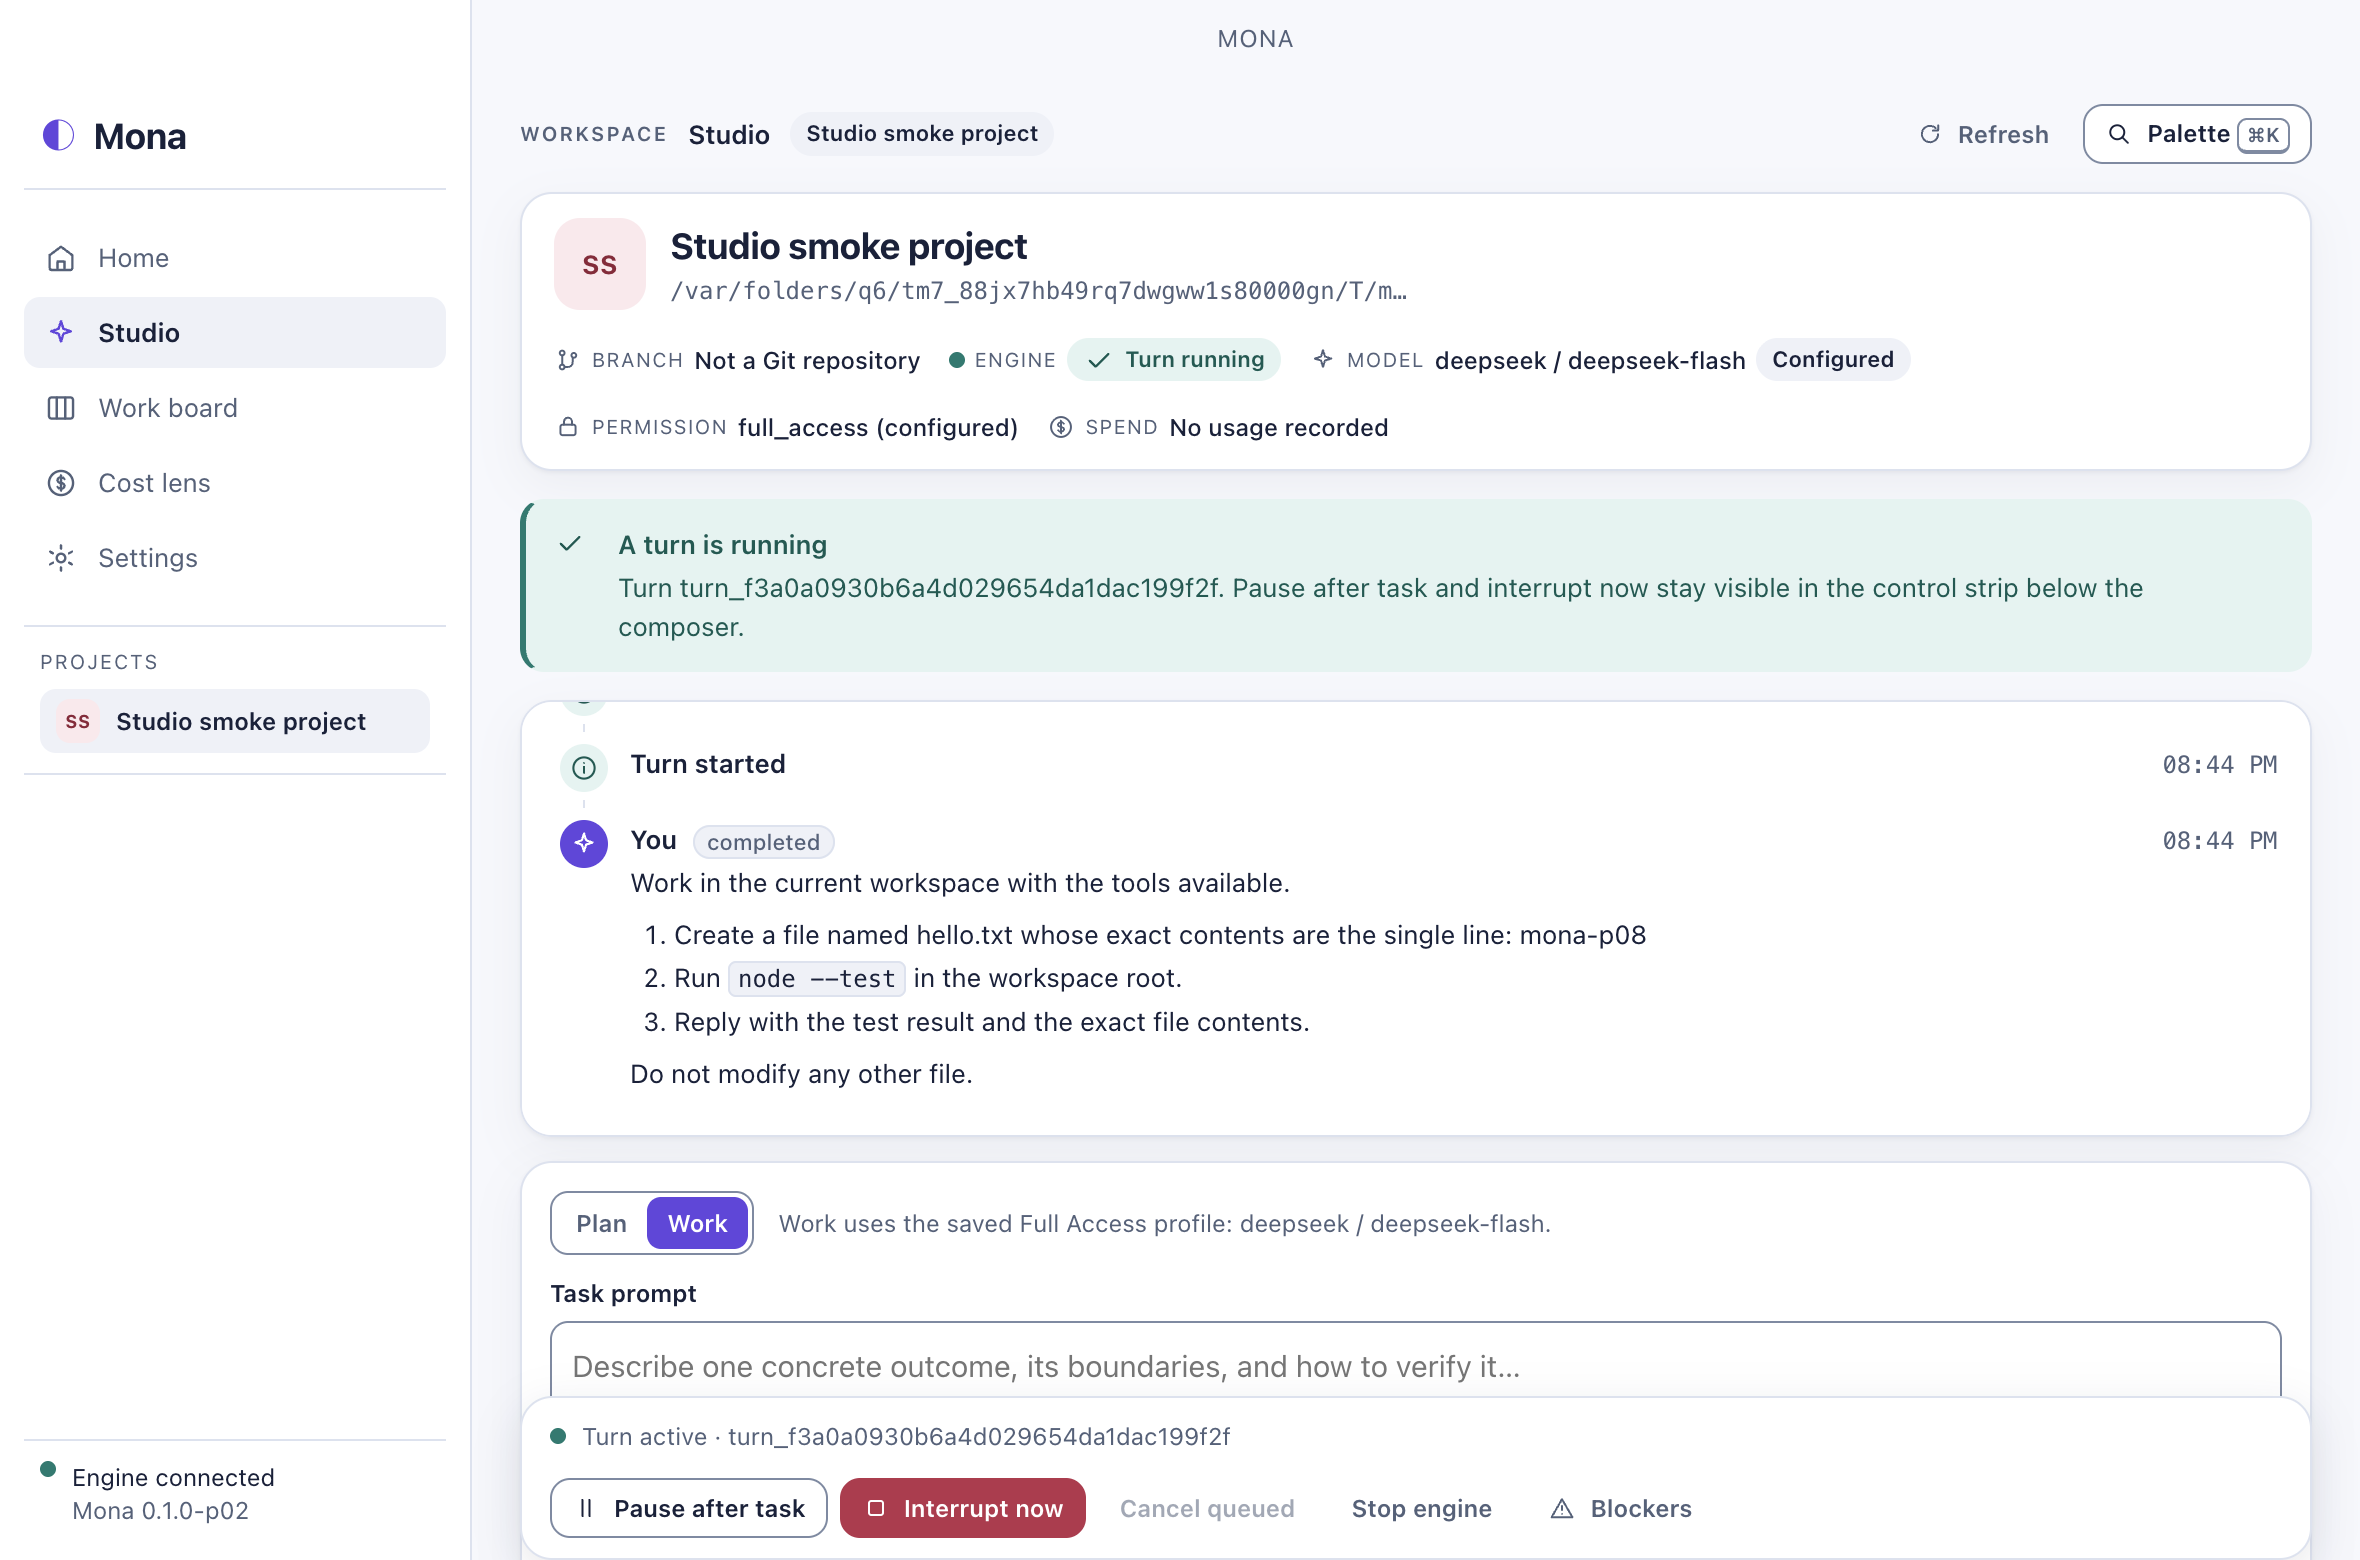 MONA
Mona
Home
Studio
Work board
Cost lens
Settings
PROJECTS
SS Studio smoke project
Engine connected
Mona 0.1.0-p02
WORKSPACE Studio Studio smoke project
Refresh
Palette ⌘K
SS
Studio smoke project
/var/folders/q6/tm7_88jx7hb49rq7dwgww1s80000gn/T/m…
BRANCH Not a Git repository ENGINE Turn running MODEL deepseek / deepseek-flash Configured
PERMISSION full_access (configured) SPEND No usage recorded
A turn is running
Turn turn_f3a0a0930b6a4d029654da1dac199f2f. Pause after task and interrupt now stay visible in the control strip below the
composer.
Turn started 08:44 PM
You completed 08:44 PM
Work in the current workspace with the tools available.
1. Create a file named hello.txt whose exact contents are the single line: mona-p08
2. Run node --test in the workspace root.
3. Reply with the test result and the exact file contents.
Do not modify any other file.
Plan Work Work uses the saved Full Access profile: deepseek / deepseek-flash.
Task prompt
Describe one concrete outcome, its boundaries, and how to verify it...
Turn active · turn_f3a0a0930b6a4d029654da1dac199f2f
Pause after task Interrupt now Cancel queued Stop engine Blockers